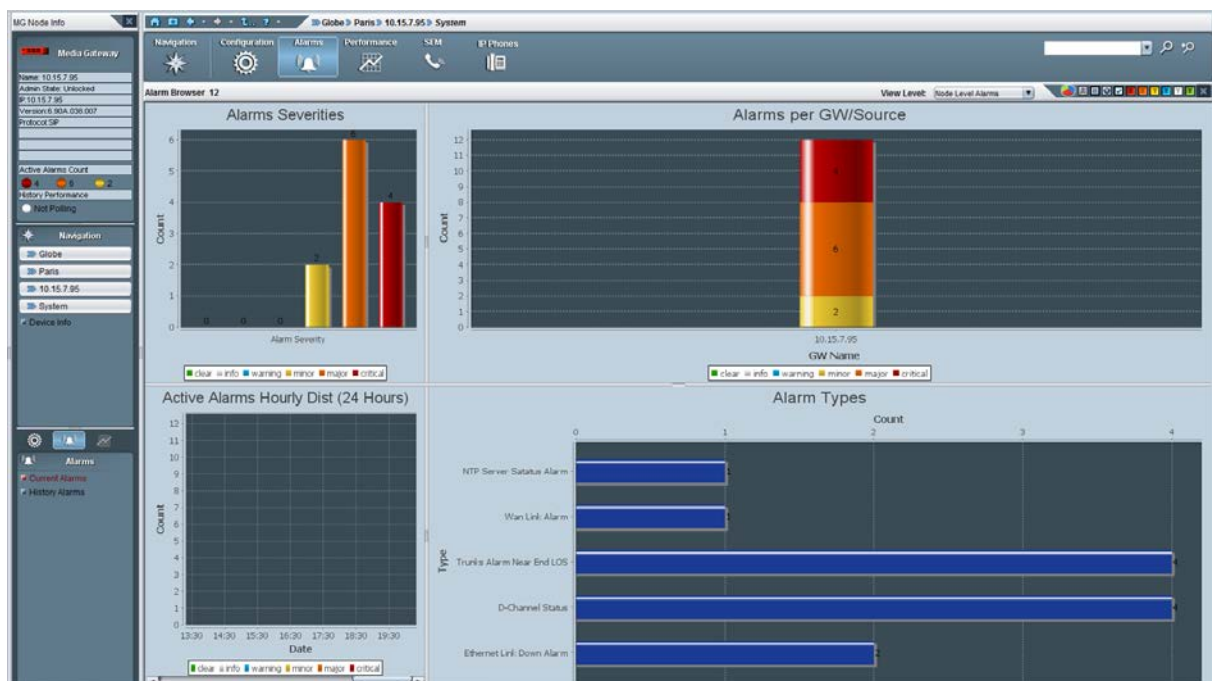 MG Node Info
Globe Paris 10.15.7.95 System
Media Gateway
Navigation Configuration Alarms Performance SEM IP Phones
Name: 10.15.7.95
Admin State: Unlocked
IP:10.15.7.95
Version:6.90A.036.007
Protocol:SIP
Active Alarms Count
4 6 2
History Performance
Not Polling
Navigation
Globe
Paris
10.15.7.95
System
Device Info
Alarms
Current Alarms
History Alarms
Alarm Browser 12
View Level: Node Level Alarms
Alarms Severities
6
5
4
3
2
1
0
Count
0 0 0 2 6 4
Alarm Severity
clear info warning minor major critical
Alarms per GW/Source
12
11
10
9
8
7
6
5
4
3
2
1
0
Count
4
6
2
10.15.7.95
GW Name
clear info warning minor major critical
Active Alarms Hourly Dist (24 Hours)
12
11
10
9
8
7
6
5
4
3
2
1
0
Count
13:30 14:30 15:30 16:30 17:30 18:30 19:30
Date
clear info warning minor major critical
Alarm Types
Count
0 1 2 3 4
Type
NTP Server Satatus Alarm 1
Wan Link Alarm 1
Trunks Alarm Near End LOS 4
D-Channel Status 4
Ethernet Link Down Alarm 2